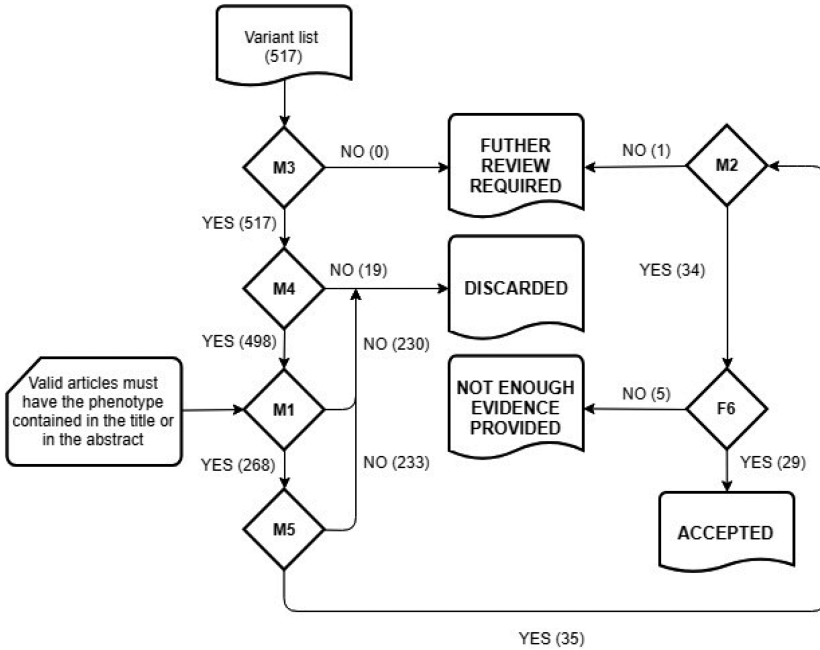 Variant list
(517)
M3
NO (0)
FUTHER
REVIEW
REQUIRED
NO (1)
M2
YES (517)
M4
NO (19)
DISCARDED
YES (34)
YES (498)
NO (230)
Valid articles must
have the phenotype
contained in the title or
in the abstract
M1
NOT ENOUGH
EVIDENCE
PROVIDED
NO (5)
F6
YES (268)
NO (233)
YES (29)
M5
ACCEPTED
YES (35)